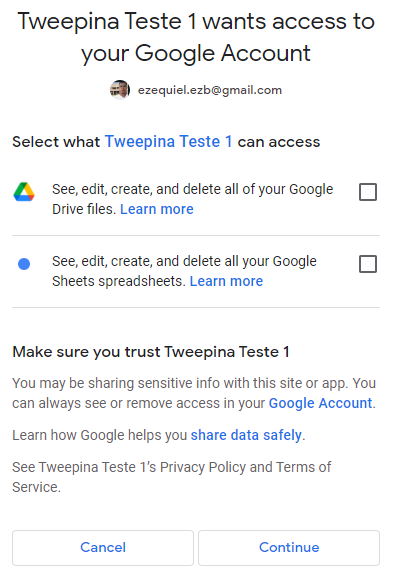 Tweepina Teste 1 wants access to
your Google Account
ezequiel.ezb@gmail.com
Select what Tweepina Teste 1 can access
See, edit, create, and delete all of your Google
Drive files. Learn more
See, edit, create, and delete all your Google
Sheets spreadsheets. Learn more
Make sure you trust Tweepina Teste 1
You may be sharing sensitive info with this site or app. You
can always see or remove access in your Google Account.
Learn how Google helps you share data safely.
See Tweepina Teste 1's Privacy Policy and Terms of
Service.
Cancel
Continue